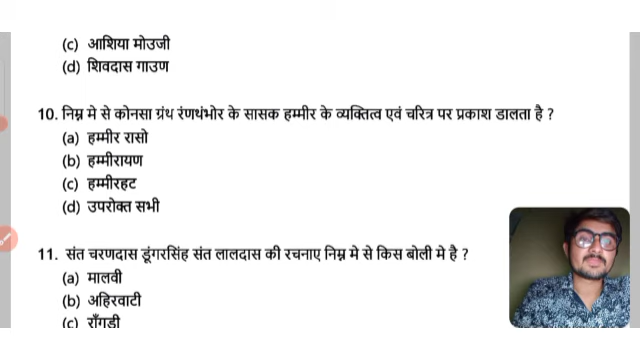 (c) आशिया मोउजी
(d) शिवदास गाउण
10. निम्न मे से कोनसा ग्रंथ रंणथंभोर के सासक हम्मीर के व्यक्तित्व एवं चरित्र पर प्रकाश डालता है ?
(a) हम्मीर रासो
(b) हम्मीरायण
(c) हम्मीरहट
(d) उपरोक्त सभी
11. संत चरणदास डूंगरसिंह संत लालदास की रचनाए निम्न मे से किस बोली मे है ?
(a) मालवी
(b) अहिरवाटी
(c) राँगडी